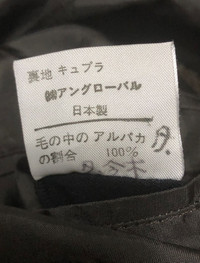 裏地 キュプラ
㈱アングローバル
日本製
毛の中の アルパカ
の割合 100%